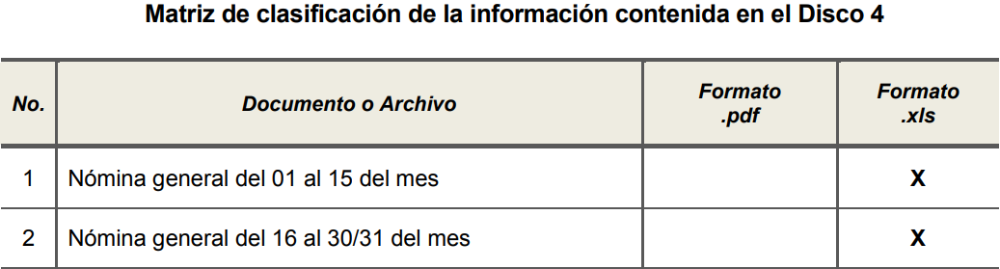 Matriz de clasificación de la información contenida en el Disco 4
No. Documento o Archivo Formato .pdf Formato .xls
1 Nómina general del 01 al 15 del mes X
2 Nómina general del 16 al 30/31 del mes X